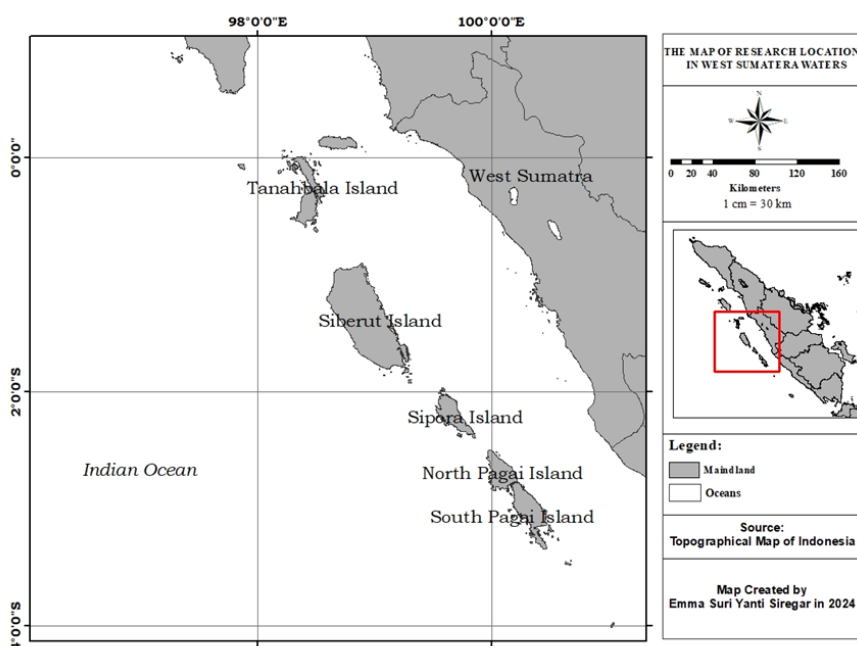 98°0'0"E 100°0'0"E
0°0'0"
2°0'0"S
4°0'0"S
West Sumatra
Tanahbala Island
Siberut Island
Sipora Island
Indian Ocean
North Pagai Island
South Pagai Island
THE MAP OF RESEARCH LOCATION
IN WEST SUMATERA WATERS
N
W E
S
0 20 40 80 120 160
Kilometers
1 cm = 30 km
Legend:
Mainland
Oceans
Source:
Topographical Map of Indonesia
Map Created by
Emma Suri Yanti Siregar in 2024